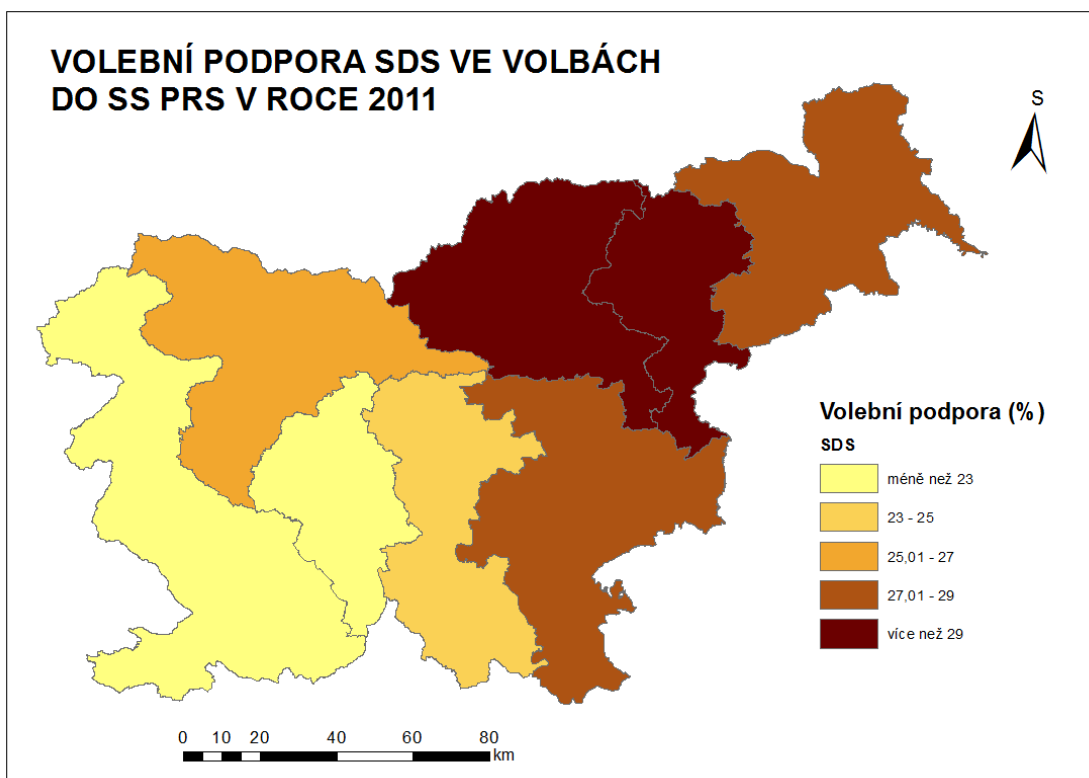 VOLEBNÍ PODPORA SDS VE VOLBÁCH
DO SS PRS V ROCE 2011
S
Volební podpora (%)
SDS
méně než 23
23 - 25
25,01 - 27
27,01 - 29
více než 29
0 10 20 40 60 80
km